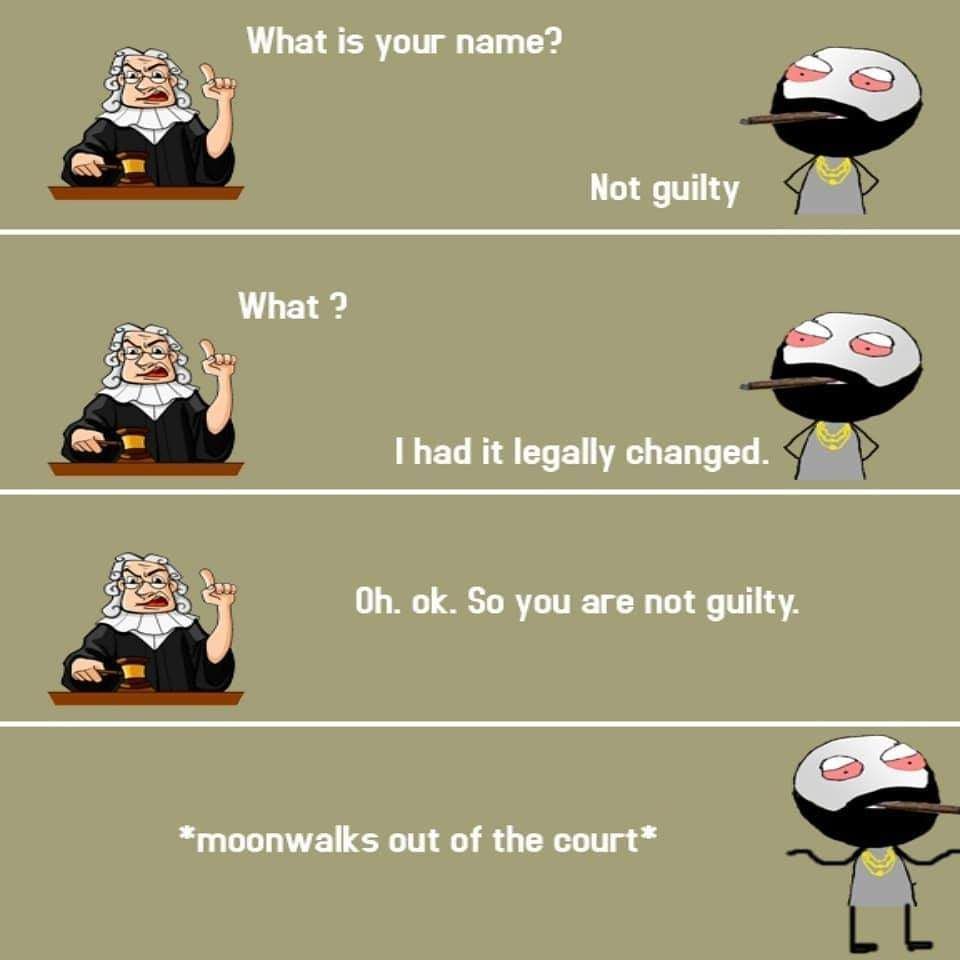 What is your name?
Not guilty
What ?
I had it legally changed.
Oh. ok. So you are not guilty.
*moonwalks out of the court*